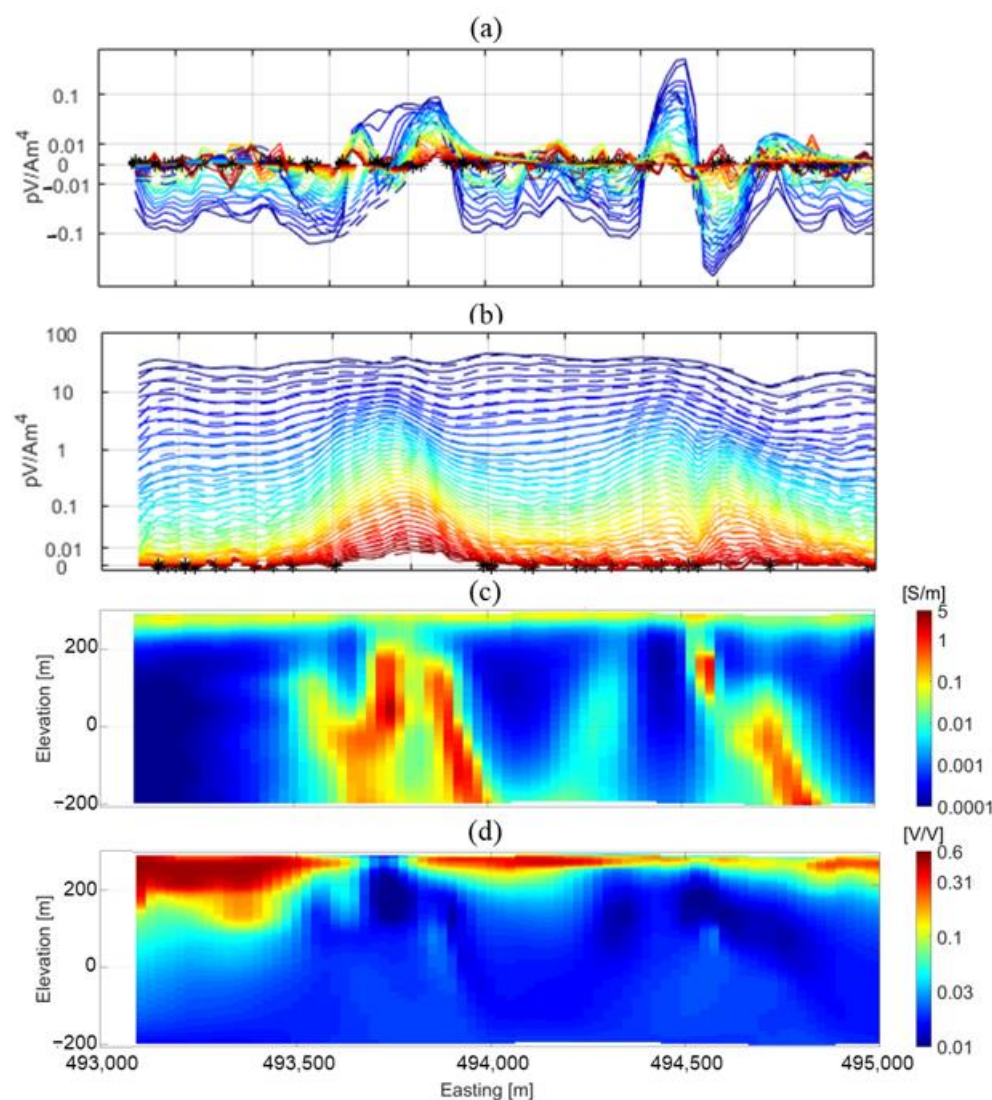 (a)
pV/Am4
0.1
0.01
0
−0.01
−0.1
(b)
pV/Am4
100
10
1
0.1
0.01
0
(c)
[S/m]
Elevation [m]
200
0
−200
5
1
0.1
0.01
0.001
0.0001
(d)
[V/V]
Elevation [m]
200
0
−200
0.6
0.31
0.1
0.03
0.01
493,000 493,500 494,000 494,500 495,000
Easting [m]